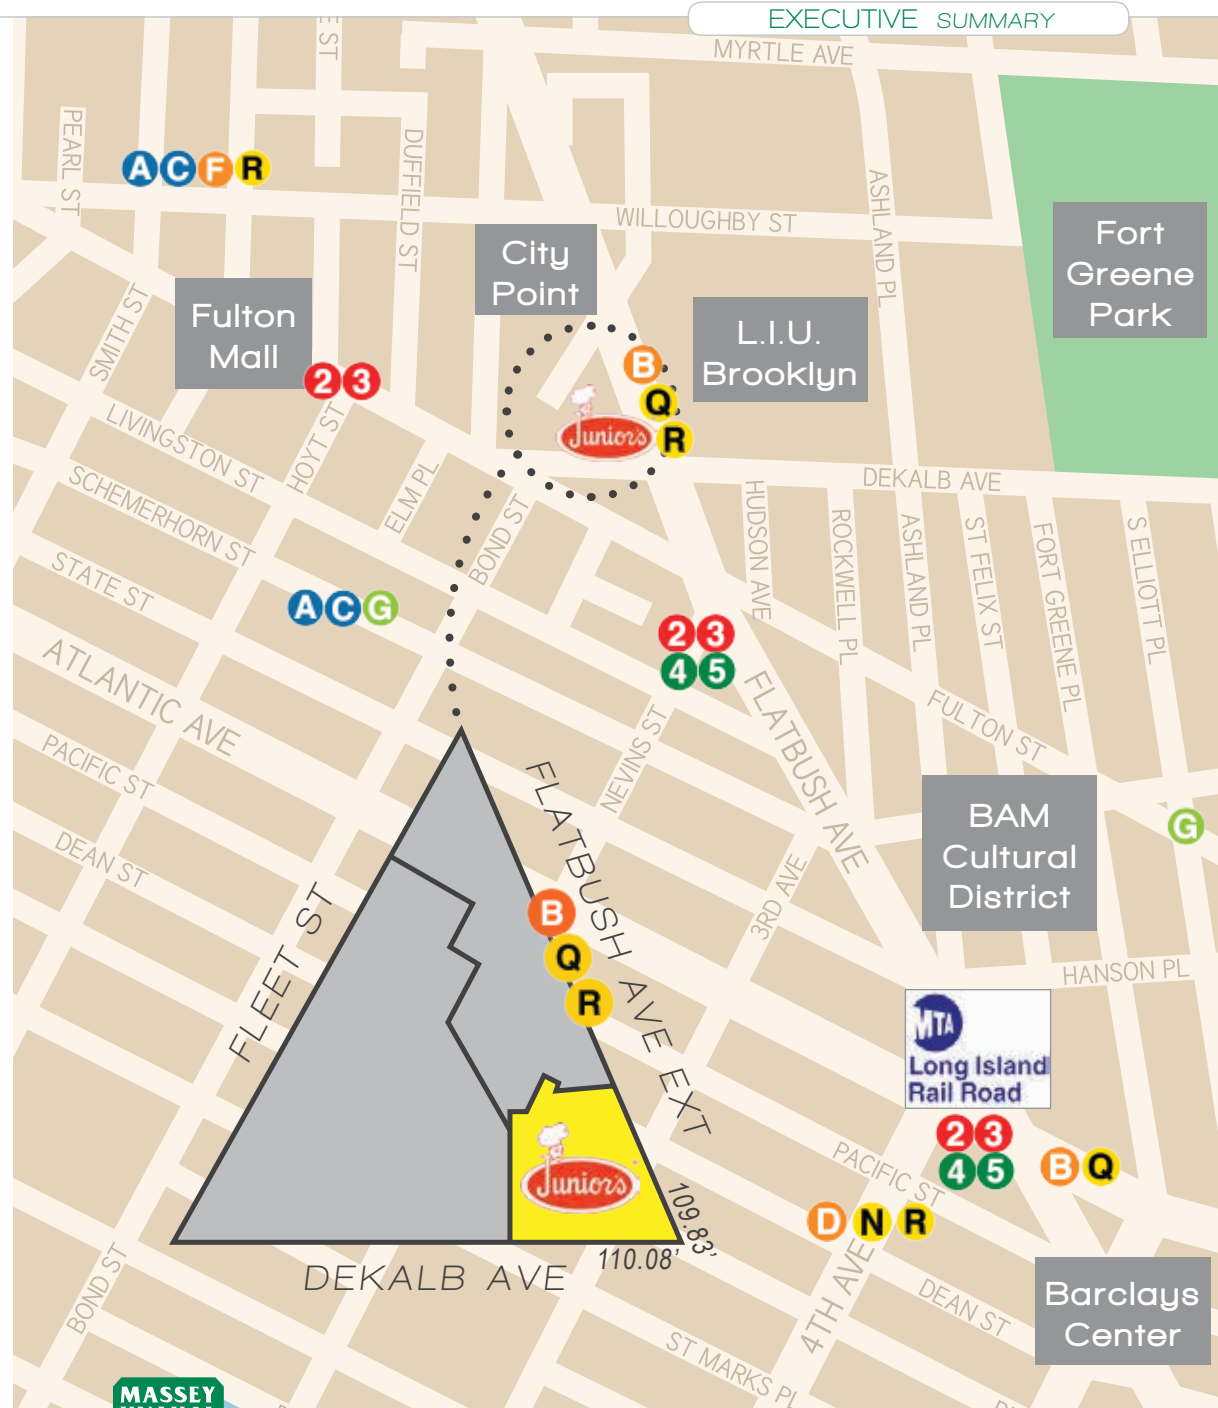 EXECUTIVE SUMMARY
MYRTLE AVE
E ST
PEARL ST
DUFFIELD ST
A C F R
WILLOUGHBY ST
ASHLAND PL
Fort
Greene
Park
City
Point
Fulton
Mall
SMITH ST
L.I.U.
Brooklyn
2 3
B
Q
R
Junior's
LIVINGSTON ST
HOYT ST
ELM PL
SCHEMERHORN ST
BOND ST
DEKALB AVE
HUDSON AVE
ROCKWELL PL
ASHLAND PL
ST FELIX ST
FORT GREENE PL
S ELLIOTT PL
STATE ST
A C G
2 3
4 5
ATLANTIC AVE
FLATBUSH AVE
FULTON ST
NEVINS ST
PACIFIC ST
DEAN ST
BAM
Cultural
District
G
3RD AVE
FLEET ST
FLATBUSH AVE EXT
B
Q
R
HANSON PL
MTA
Long Island
Rail Road
2 3
4 5
B Q
PACIFIC ST
D N R
Junior's
109.83'
110.08'
DEKALB AVE
BOND ST
4TH AVE
DEAN ST
Barclays
Center
ST MARKS PL
MASSEY